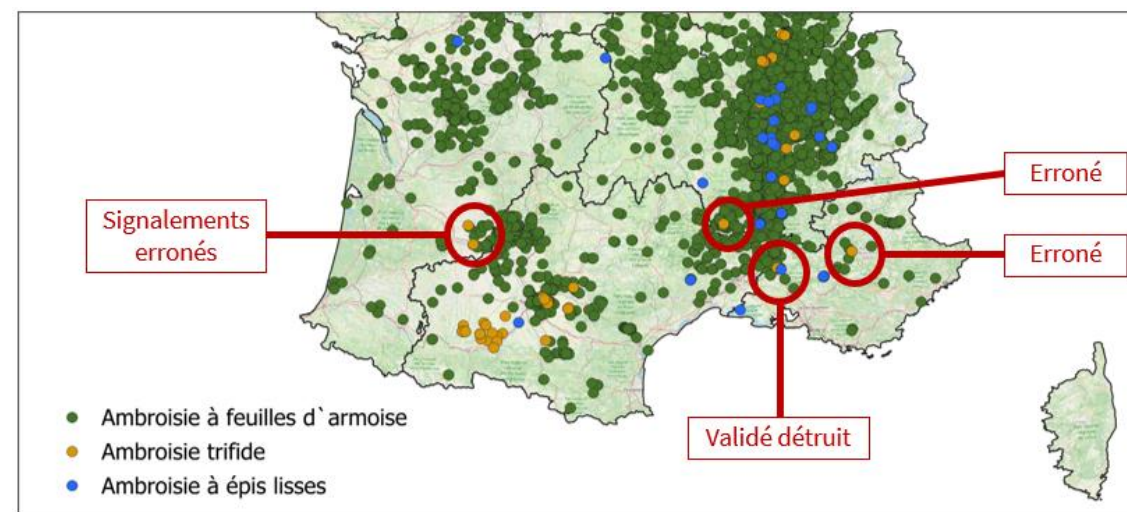 Erroné
Signalements
erronés
Erroné
Validé détruit
Ambroisie à feuilles d`armoise
Ambroisie trifide
Ambroisie à épis lisses